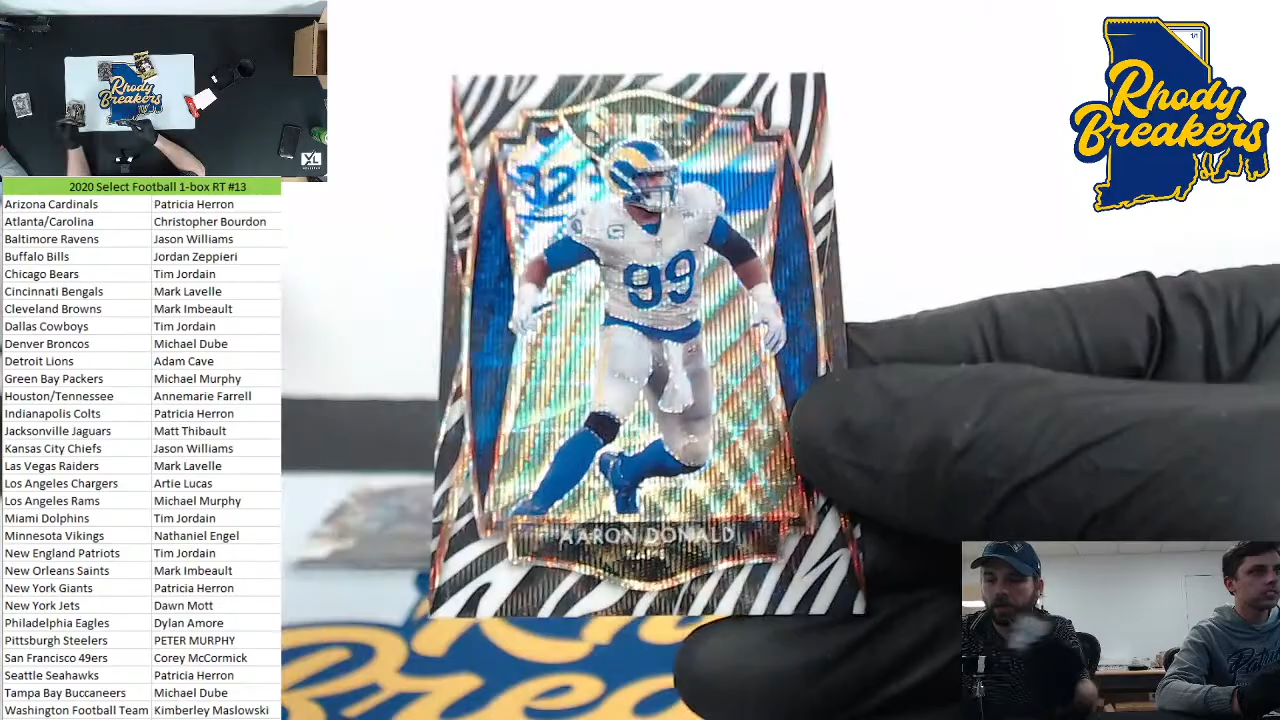 Rhody
Breakers
XL
2020 Select Football 1-box RT #13
Arizona Cardinals Patricia Herron
Atlanta/Carolina Christopher Bourdon
Baltimore Ravens Jason Williams
Buffalo Bills Jordan Zeppieri
Chicago Bears Tim Jordain
Cincinnati Bengals Mark Lavelle
Cleveland Browns Mark Imbeault
Dallas Cowboys Tim Jordain
Denver Broncos Michael Dube
Detroit Lions Adam Cave
Green Bay Packers Michael Murphy
Houston/Tennessee Annemarie Farrell
Indianapolis Colts Patricia Herron
Jacksonville Jaguars Matt Thibault
Kansas City Chiefs Jason Williams
Las Vegas Raiders Mark Lavelle
Los Angeles Chargers Artie Lucas
Los Angeles Rams Michael Murphy
Miami Dolphins Tim Jordain
Minnesota Vikings Nathaniel Engel
New England Patriots Tim Jordain
New Orleans Saints Mark Imbeault
New York Giants Patricia Herron
New York Jets Dawn Mott
Philadelphia Eagles Dylan Amore
Pittsburgh Steelers PETER MURPHY
San Francisco 49ers Corey McCormick
Seattle Seahawks Patricia Herron
Tampa Bay Buccaneers Michael Dube
Washington Football Team Kimberley Maslowski
32
99
AARON DONALD
1/1
Rhody
Breakers